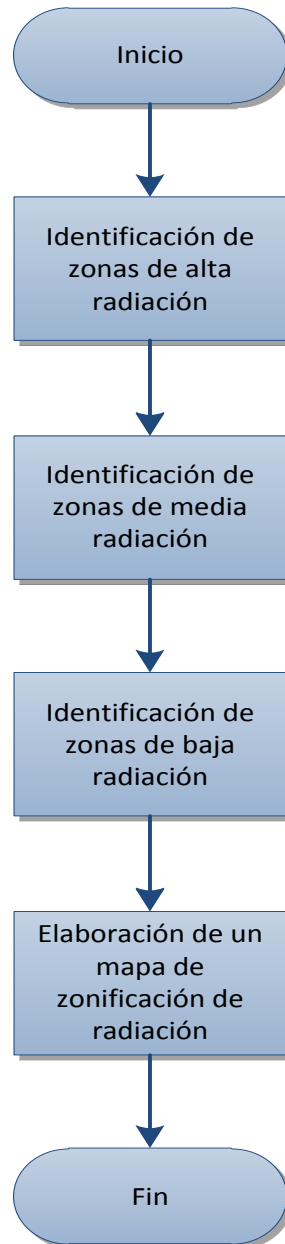 Inicio
Identificación de
zonas de alta
radiación
Identificación de
zonas de media
radiación
Identificación de
zonas de baja
radiación
Elaboración de un
mapa de
zonificación de
radiación
Fin